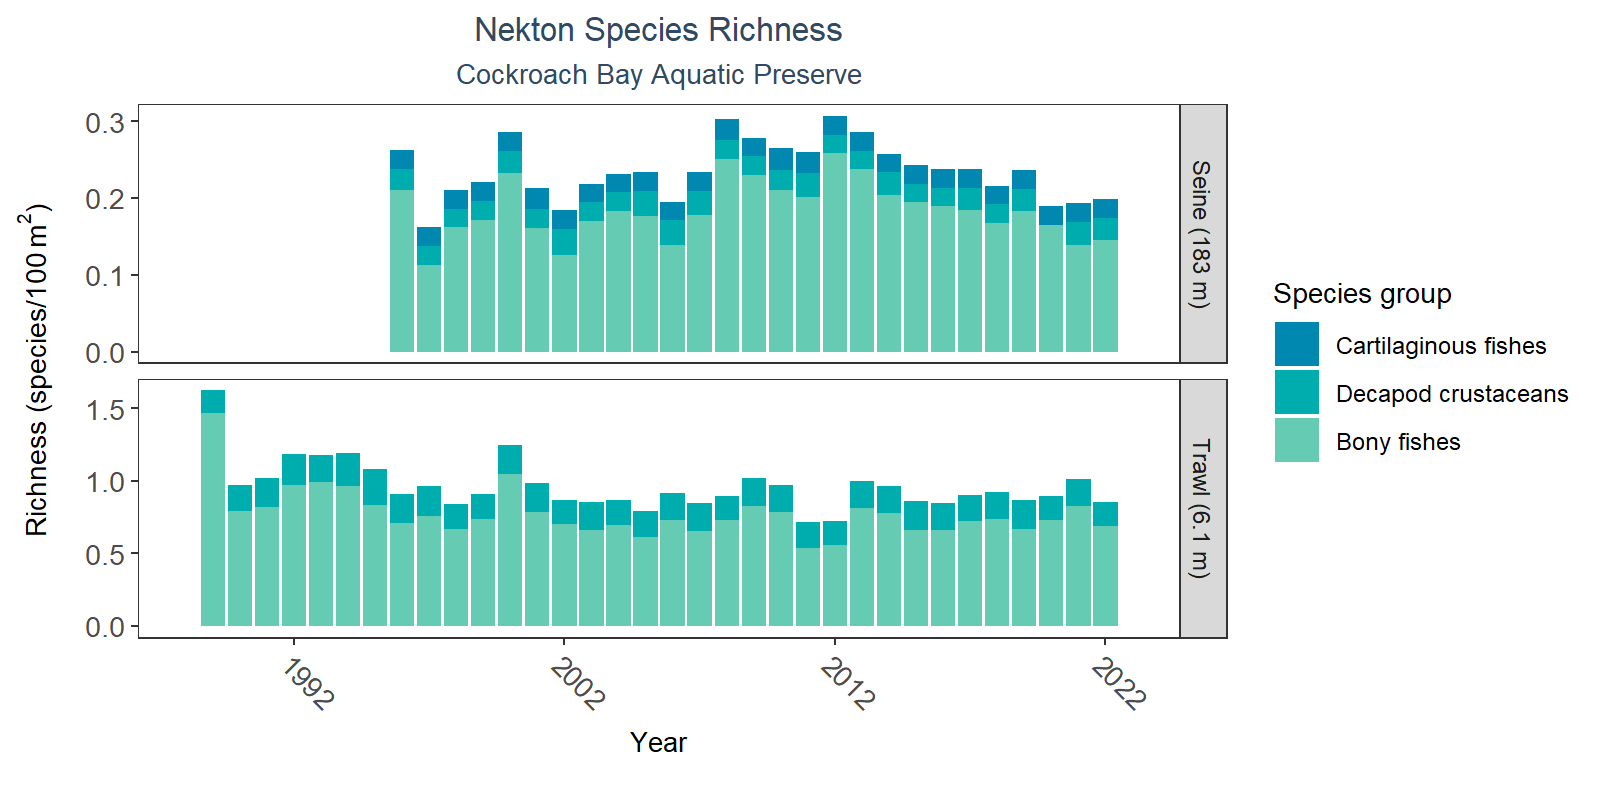 Nekton Species Richness
Cockroach Bay Aquatic Preserve
Richness (species/100 m²)
0.3
0.2
0.1
0.0
Seine (183 m)
1.5
1.0
0.5
0.0
Trawl (6.1 m)
1992
2002
2012
2022
Year
Species group
Cartilaginous fishes
Decapod crustaceans
Bony fishes